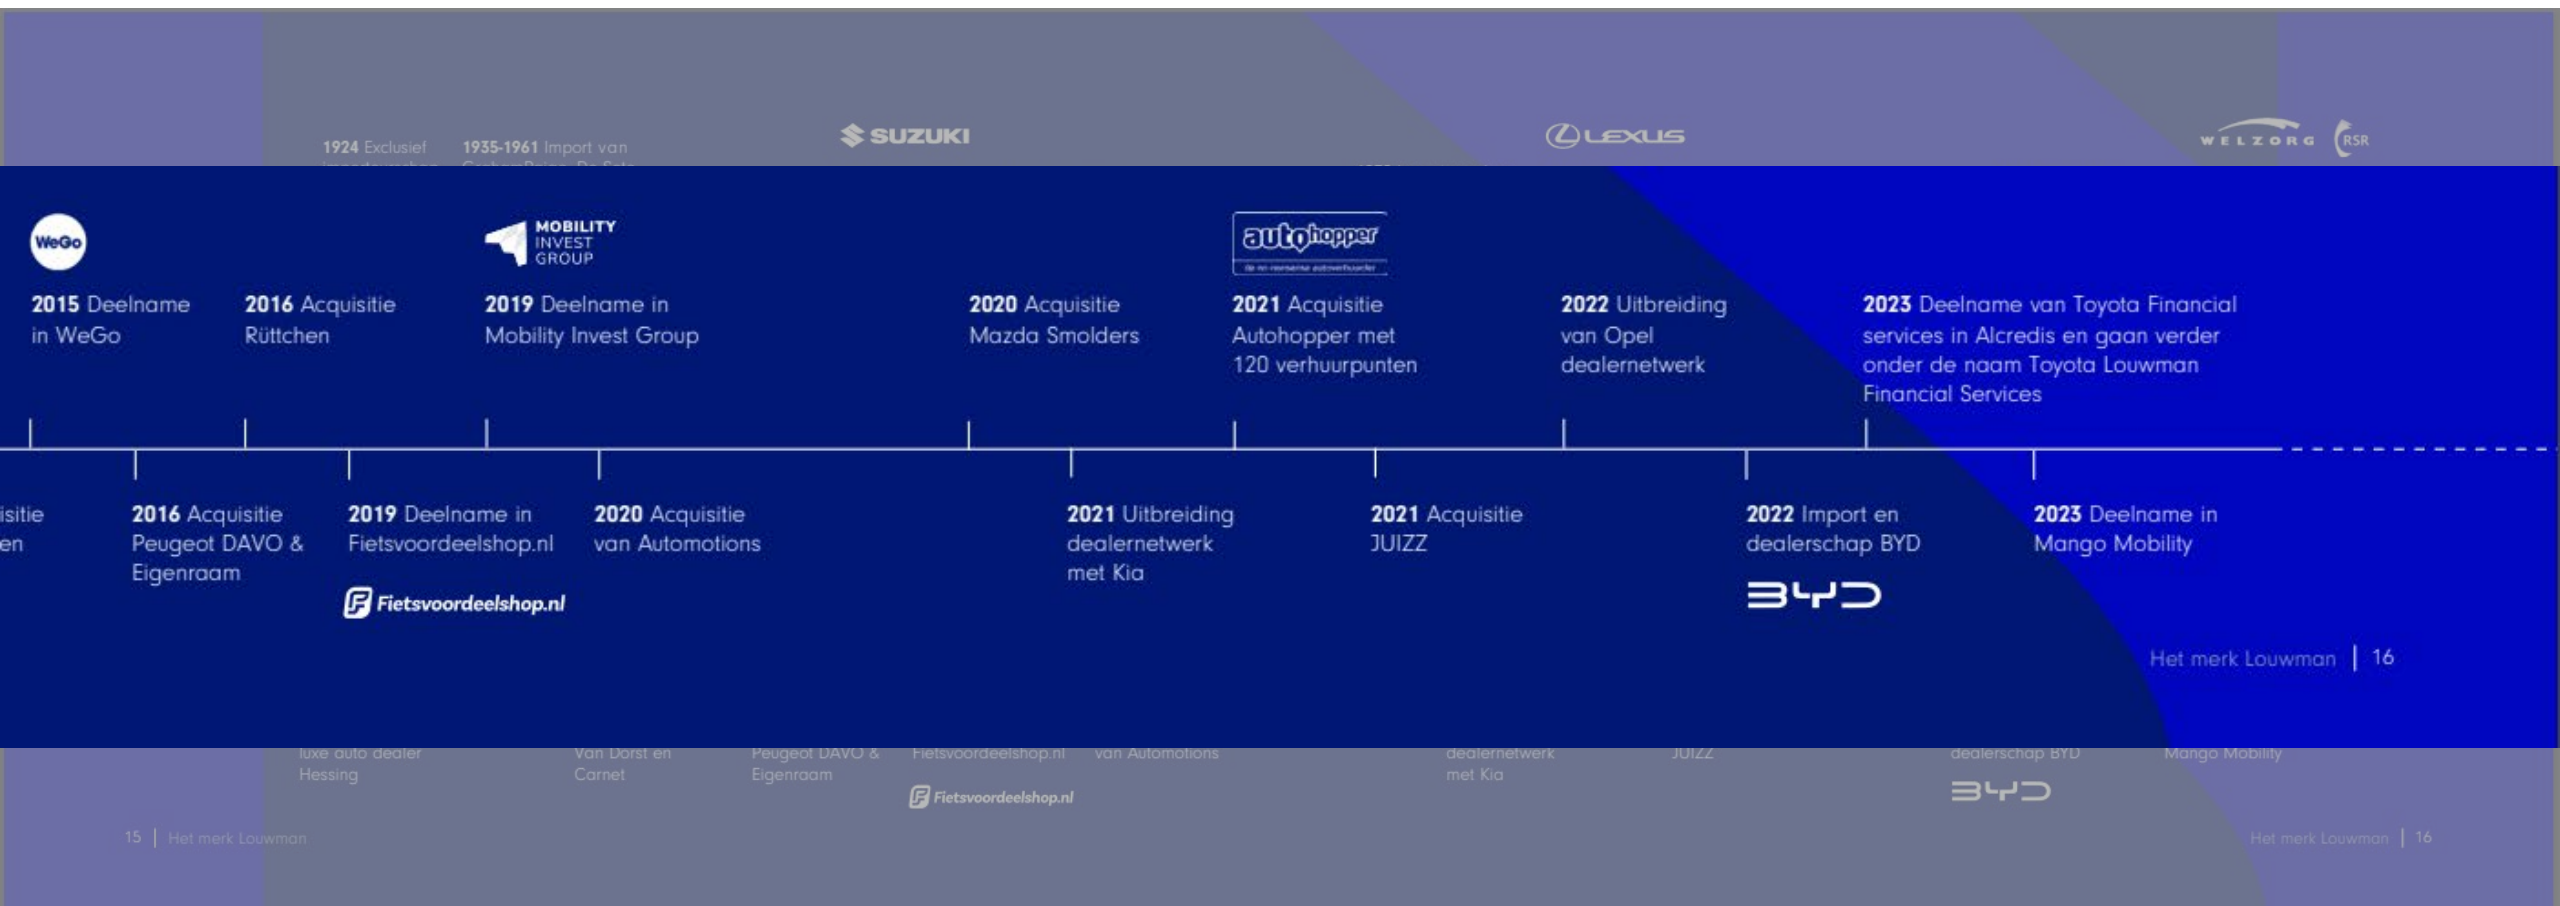 1924 Exclusief
1935-1961 Import van
SUZUKI
LEXUS
WELZORG
RSR
WeGo
2015 Deelname
in WeGo
2016 Acquisitie
Rüttchen
MOBILITY
INVEST
GROUP
2019 Deelname in
Mobility Invest Group
2020 Acquisitie
Mazda Smolders
autohopper
2021 Acquisitie
Autohopper met
120 verhuurpunten
2022 Uitbreiding
van Opel
dealernetwerk
2023 Deelname van Toyota Financial
services in Alcredis en gaan verder
onder de naam Toyota Louwman
Financial Services
isitie
en
2016 Acquisitie
Peugeot DAVO &
Eigenraam
2019 Deelname in
Fietsvoordeelshop.nl
Fietsvoordeelshop.nl
2020 Acquisitie
van Automotions
2021 Uitbreiding
dealernetwerk
met Kia
2021 Acquisitie
JUIZZ
2022 Import en
dealerschap BYD
BYD
2023 Deelname in
Mango Mobility
Het merk Louwman | 16
luxe auto dealer
Hessing
Van Dorst en
Carnet
Peugeot DAVO &
Eigenraam
Fietsvoordeelshop.nl
Fietsvoordeelshop.nl
van Automotions
dealernetwerk
met Kia
JUIZZ
dealerschap BYD
BYD
Mango Mobility
15 | Het merk Louwman
Het merk Louwman | 16